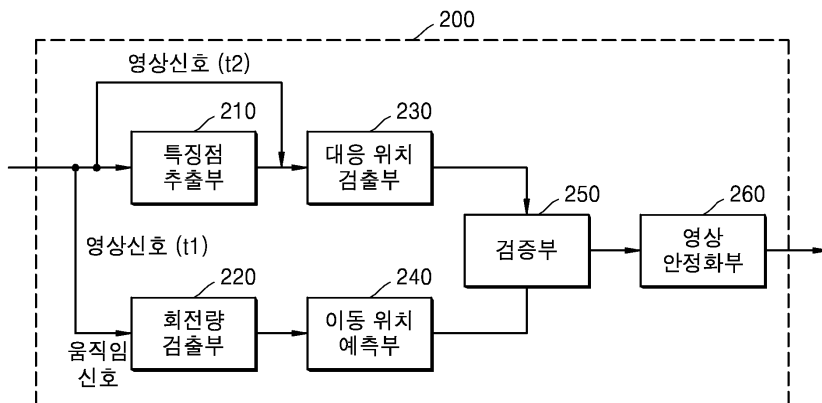 200
영상신호 (t2)
210
특징점
추출부
230
대응 위치
검출부
250
검증부
260
영상
안정화부
영상신호 (t1)
220
회전량
검출부
240
이동 위치
예측부
움직임
신호